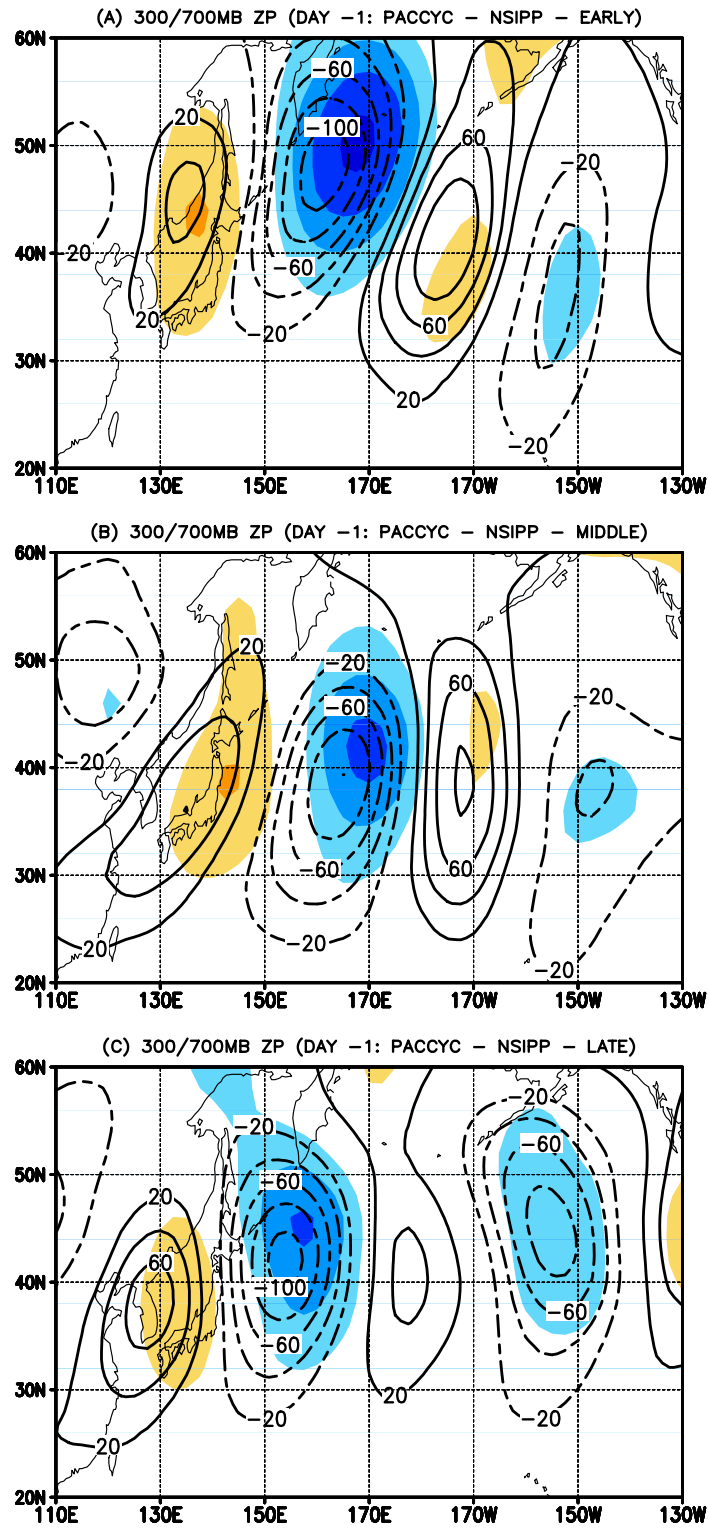 (A) 300/700MB ZP (DAY −1: PACCYC − NSIPP − EARLY)
60N
−60
20
−100
50N
60
−20
40N
−20
−60
20
60
−20
30N
20
−20
20N
110E 130E 150E 170E 170W 150W 130W
(B) 300/700MB ZP (DAY −1: PACCYC − NSIPP − MIDDLE)
60N
20
50N
−20
60
−60
−20
−20
40N
−60
60
30N
20
−20
−20
20N
110E 130E 150E 170E 170W 150W 130W
(C) 300/700MB ZP (DAY −1: PACCYC − NSIPP − LATE)
60N
−20
−20
−60
50N
−60
20
60
40N
−100
−60
−60
30N
20
−20
−20
20
20N
110E 130E 150E 170E 170W 150W 130W